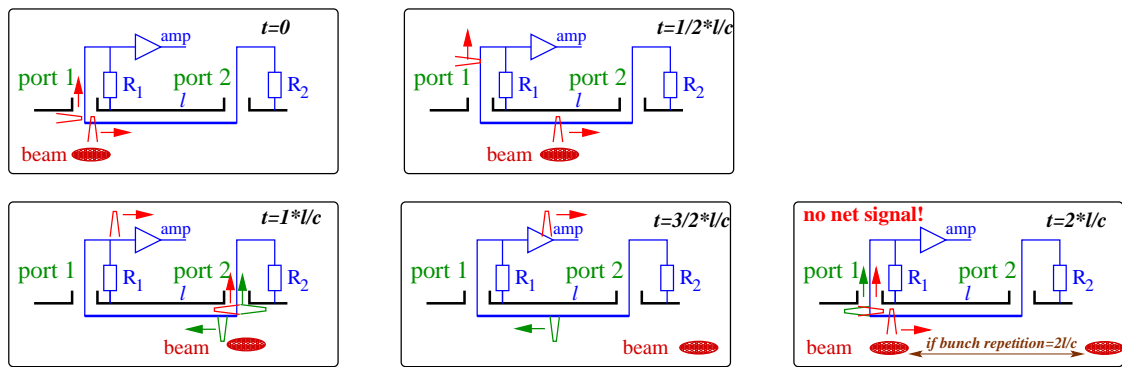 t=0
amp
port 1
port 2
R1
l
R2
beam
t=1/2*l/c
amp
port 1
port 2
R1
l
R2
beam
t=1*l/c
amp
port 1
port 2
R1
l
R2
beam
t=3/2*l/c
amp
port 1
port 2
R1
l
R2
beam
no net signal!
t=2*l/c
amp
port 1
port 2
R1
l
R2
beam
if bunch repetition=2l/c